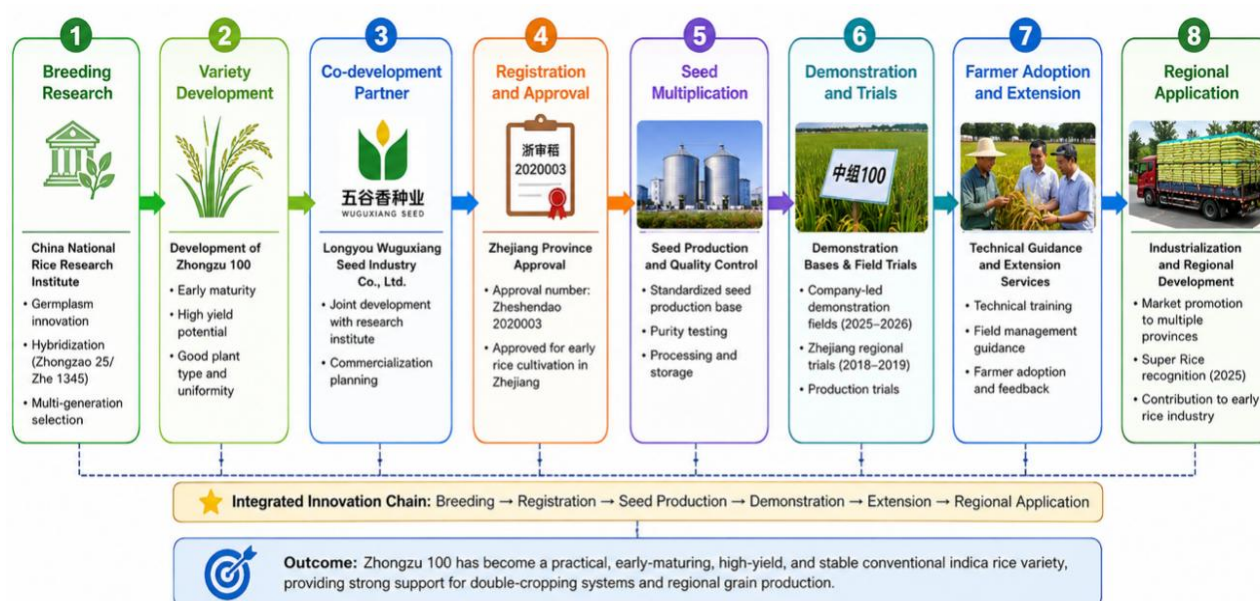 1
Breeding
Research
China National
Rice Research
Institute
• Germplasm
innovation
• Hybridization
(Zhongzao 25/
Zhe 1345)
• Multi-generation
selection
2
Variety
Development
Development of
Zhongzu 100
• Early maturity
• High yield
potential
• Good plant
type and
uniformity
3
Co-development
Partner
五谷香种业
WUGUXIANG SEED
Longyou Wuguxiang
Seed Industry
Co., Ltd.
• Joint development
with research
institute
• Commercialization
planning
4
Registration
and Approval
浙审稻
2020003
Zhejiang Province
Approval
• Approval number:
Zheshendao
2020003
• Approved for early
rice cultivation in
Zhejiang
5
Seed
Multiplication
Seed Production
and Quality Control
• Standardized seed
production base
• Purity testing
• Processing and
storage
6
Demonstration
and Trials
中组100
Demonstration
Bases & Field Trials
• Company-led
demonstration
fields (2025–2026)
• Zhejiang regional
trials (2018–2019)
• Production trials
7
Farmer Adoption
and Extension
Technical Guidance
and Extension
Services
• Technical training
• Field management
guidance
• Farmer adoption
and feedback
8
Regional
Application
Industrialization
and Regional
Development
• Market promotion
to multiple
provinces
• Super Rice
recognition (2025)
• Contribution to early
rice industry
Integrated Innovation Chain: Breeding → Registration → Seed Production → Demonstration → Extension → Regional Application
Outcome: Zhongzu 100 has become a practical, early-maturing, high-yield, and stable conventional indica rice variety,
providing strong support for double-cropping systems and regional grain production.